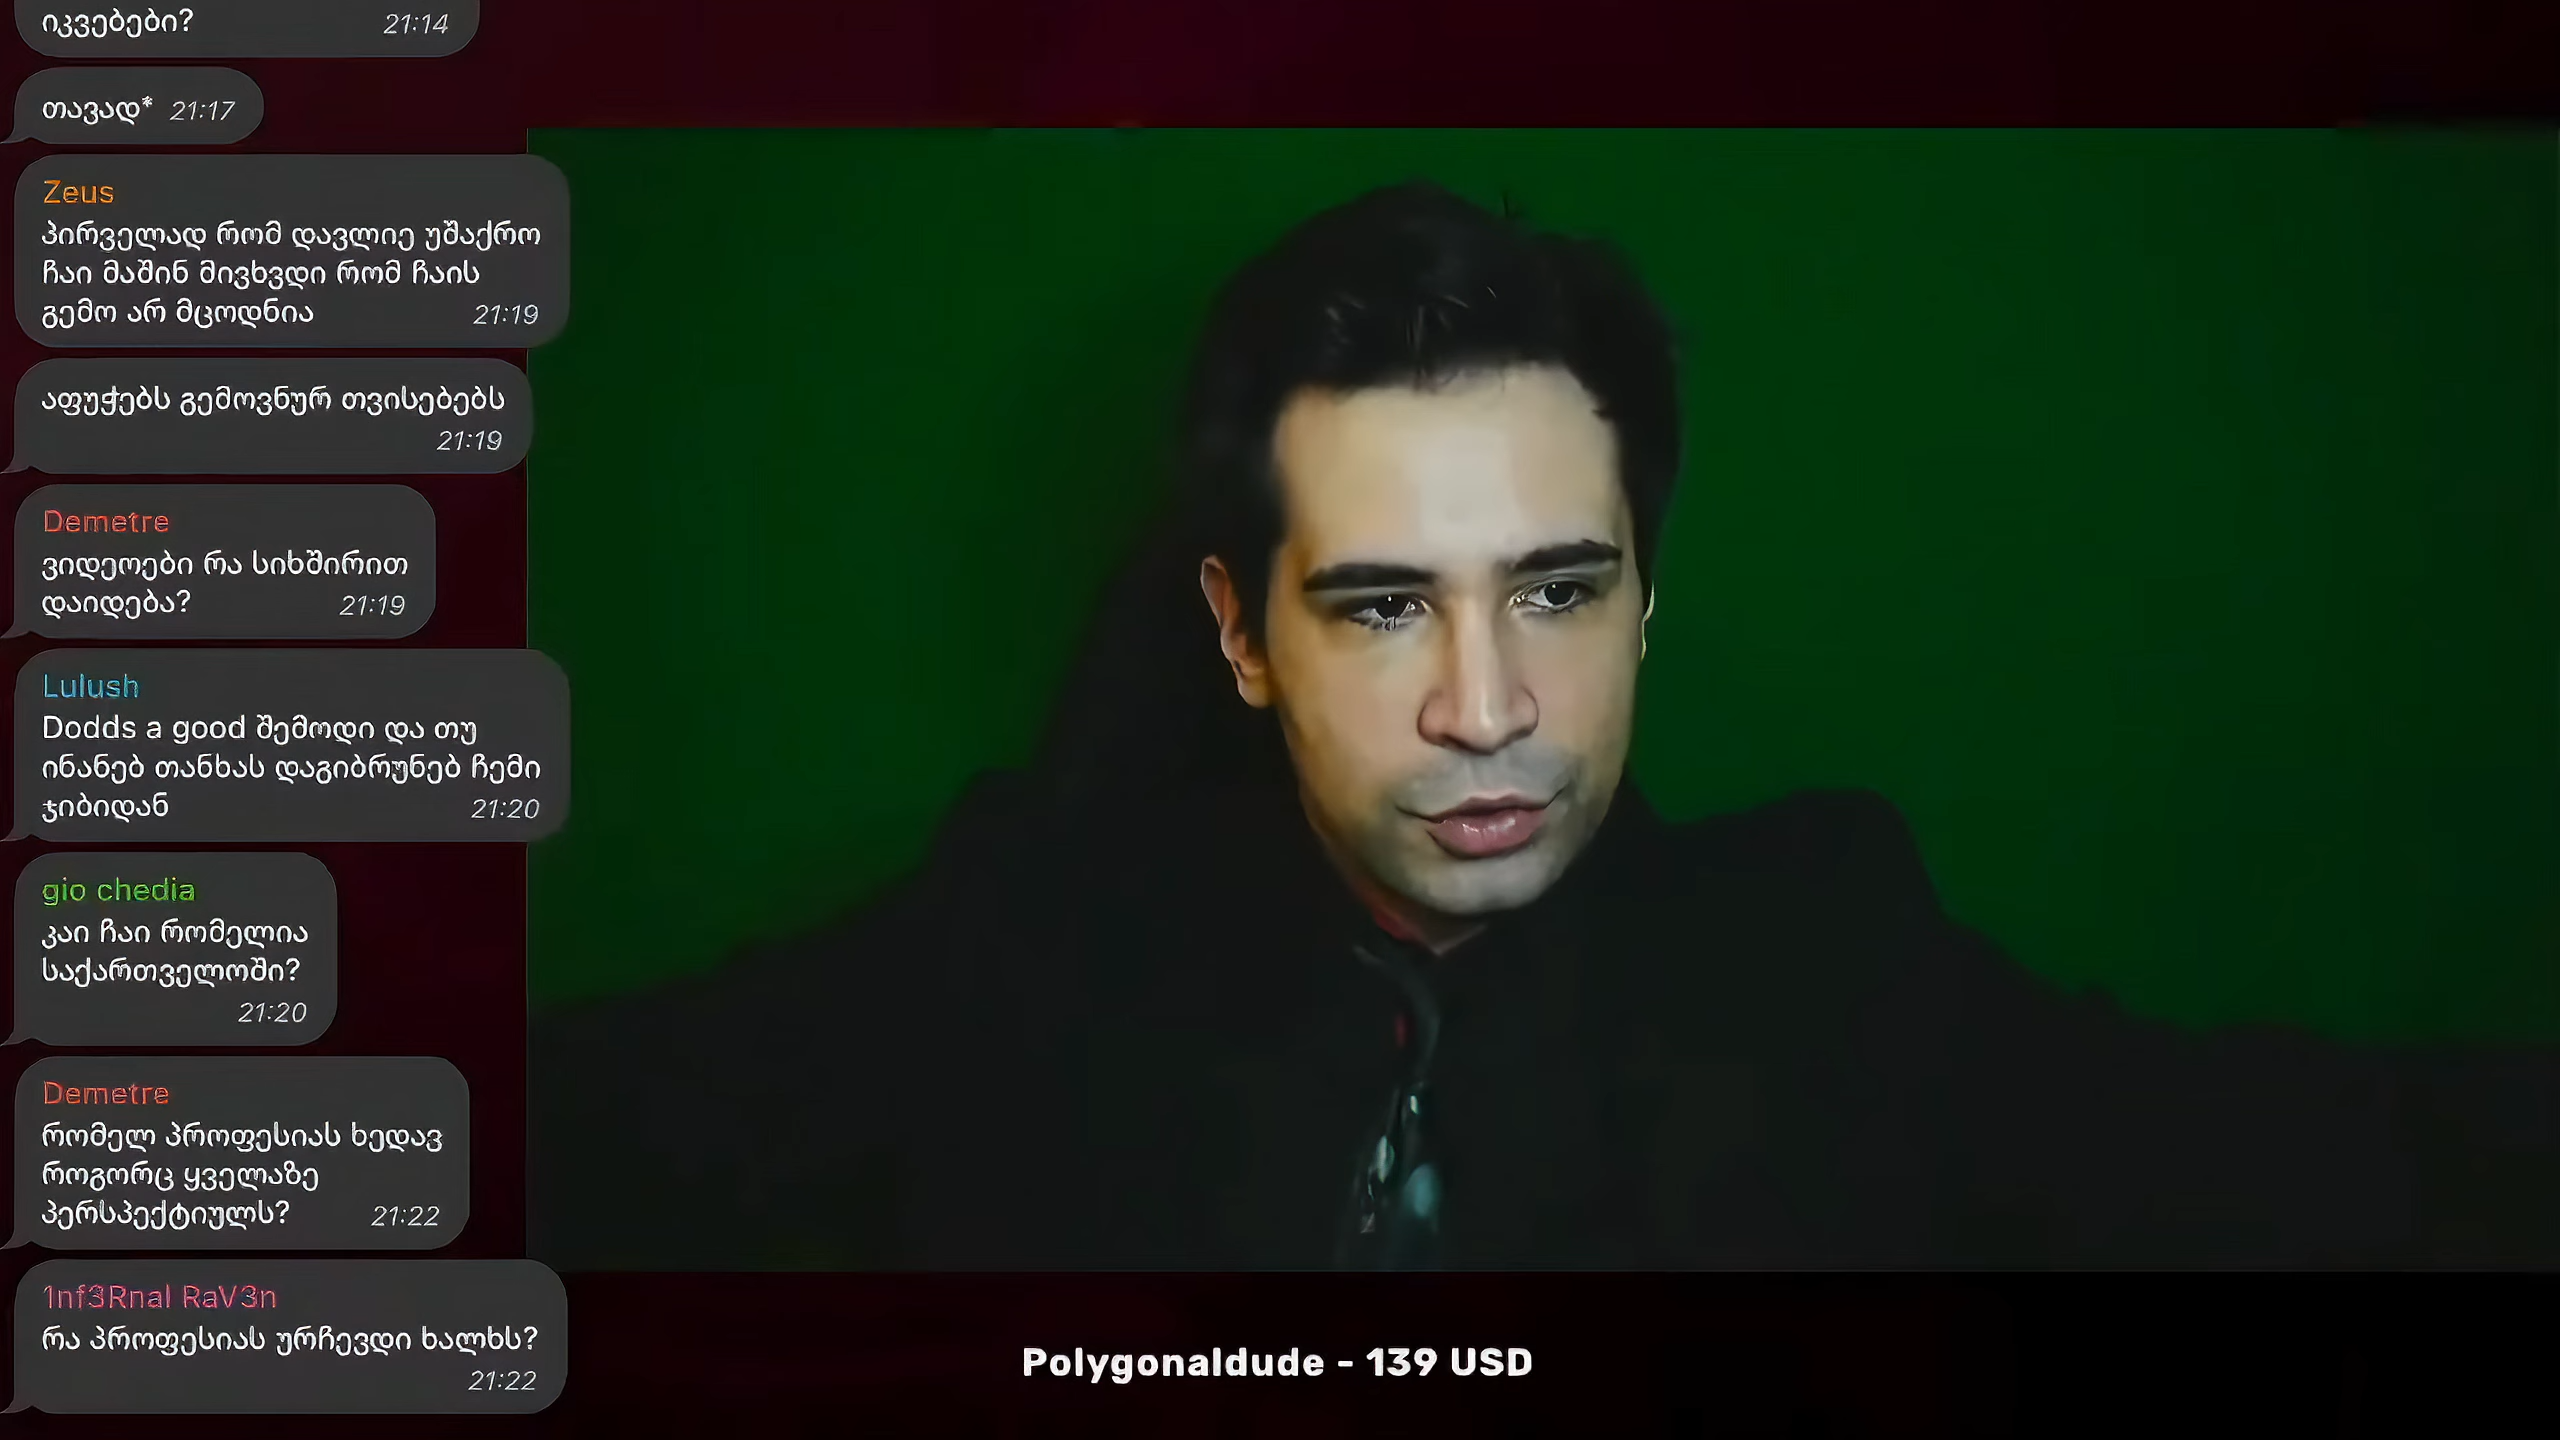 იკვებები? 21:14
თავად* 21:17
Zeus
პირველად რომ დავლიე უშაქრო
ჩაი მაშინ მივხვდი რომ ჩაის
გემო არ მცოდნია 21:19
აფუჭებს გემოვნურ თვისებებს
21:19
Demetre
ვიდეოები რა სიხშირით
დაიდება? 21:19
Lulush
Dodds a good შემოდი და თუ
ინანებ თანხას დაგიბრუნებ ჩემი
ჯიბიდან 21:20
gio chedia
კაი ჩაი რომელია
საქართველოში?
21:20
Demetre
რომელ პროფესიას ხედავ
როგორც ყველაზე
პერსპექტიულს? 21:22
1nf3Rnal RaV3n
რა პროფესიას ურჩევდი ხალხს?
21:22
Polygonaldude - 139 USD